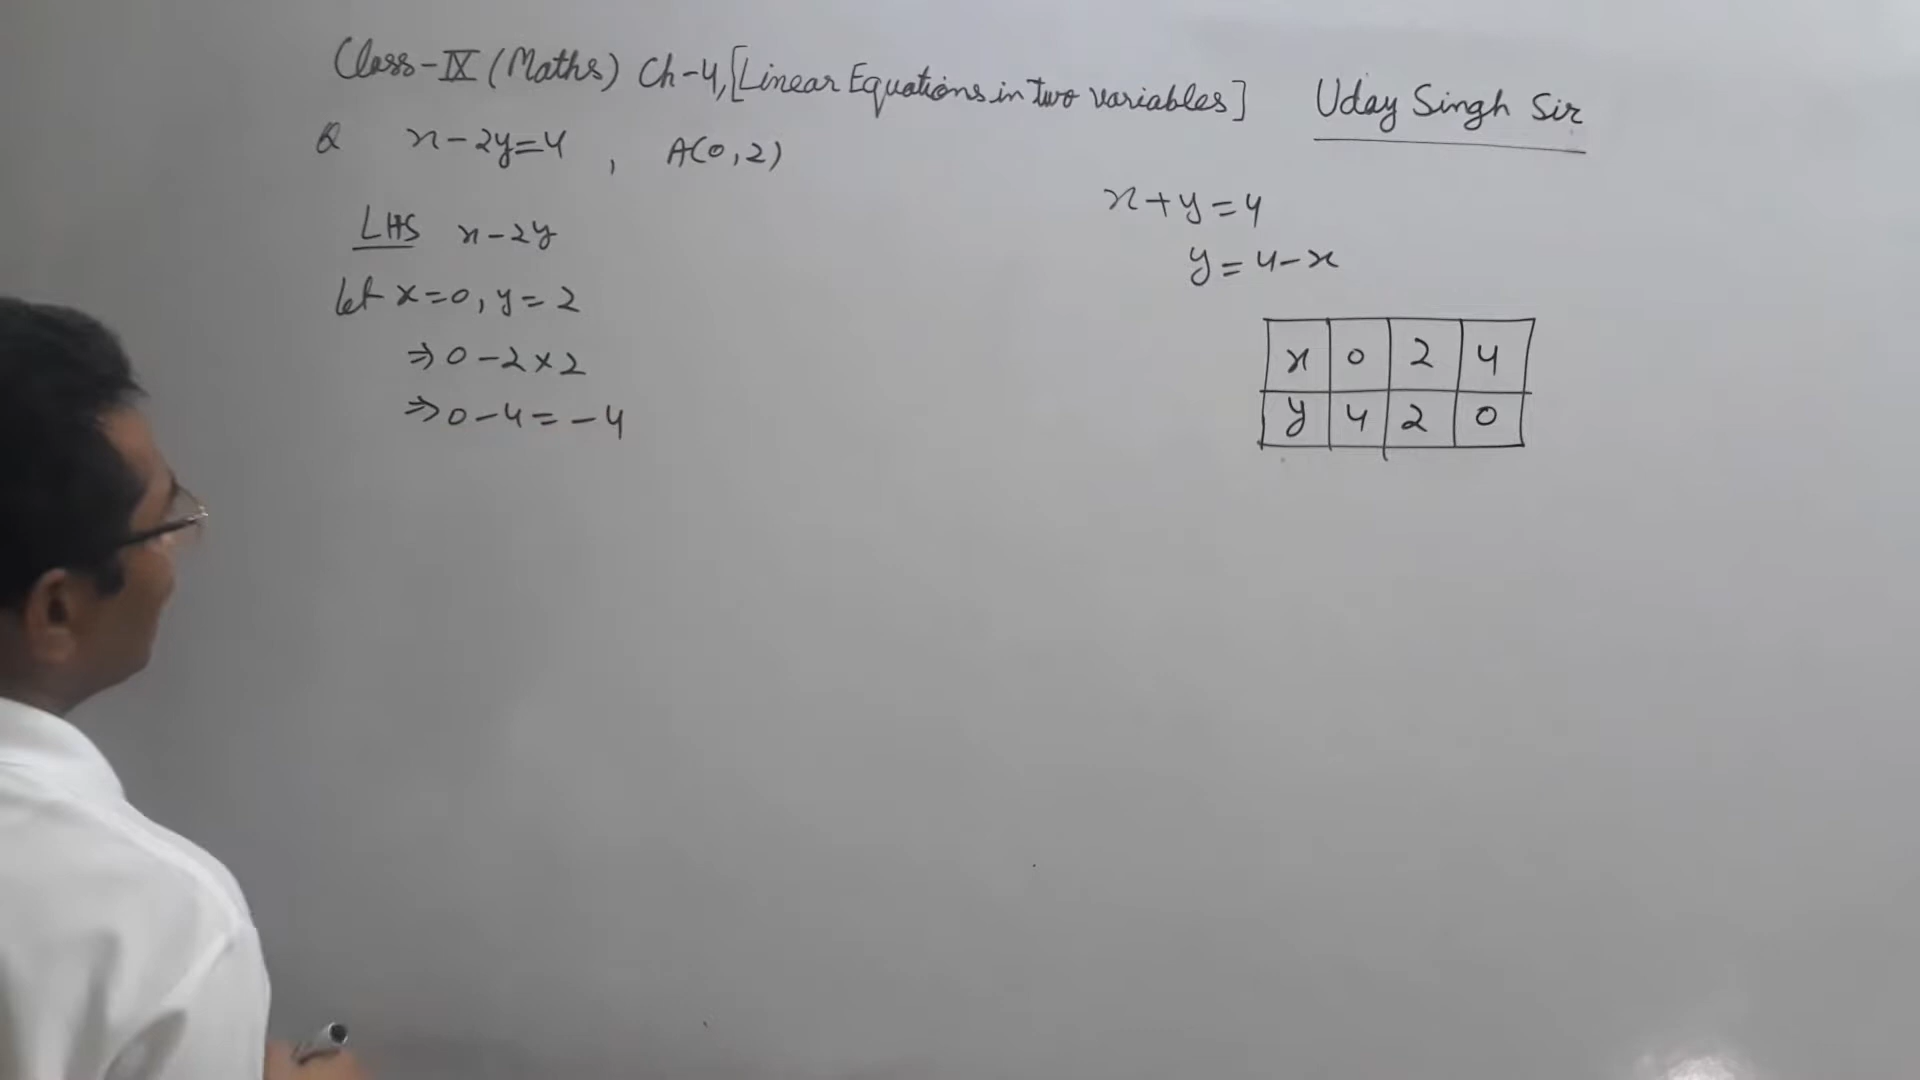 Class-IX (Maths) Ch-4, [Linear Equations in two variables] Uday Singh Sir
Q x-2y=4 , A(0,2)
LHS x-2y
let x=0, y=2
⇒ 0-2×2
⇒ 0-4=-4
x+y=4
y=4-x
x 0 2 4
y 4 2 0